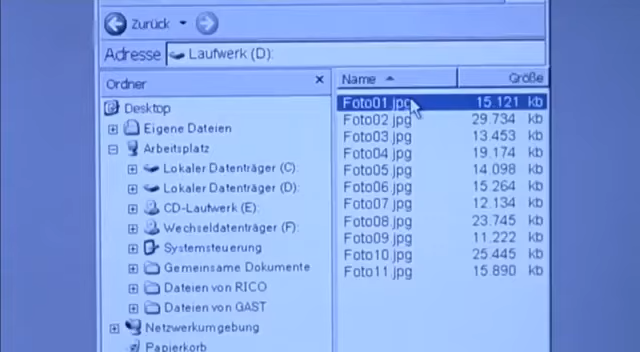 Zurück
Adresse Laufwerk (D):
Ordner x
Desktop
Eigene Dateien
Arbeitsplatz
Lokaler Datenträger (C):
Lokaler Datenträger (D):
CD-Laufwerk (E):
Wechseldatenträger (F):
Systemsteuerung
Gemeinsame Dokumente
Dateien von RICO
Dateien von GAST
Netzwerkumgebung
Papierkorb
Name Größe
Foto01.jpg 15.121 kb
Foto02.jpg 29.734 kb
Foto03.jpg 13.453 kb
Foto04.jpg 19.174 kb
Foto05.jpg 14.098 kb
Foto06.jpg 15.264 kb
Foto07.jpg 12.134 kb
Foto08.jpg 23.745 kb
Foto09.jpg 11.222 kb
Foto10.jpg 25.445 kb
Foto11.jpg 15.890 kb